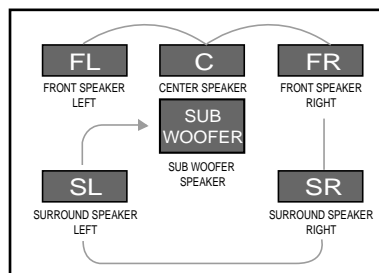 FL
C
FR
FRONT SPEAKER
LEFT
CENTER SPEAKER
FRONT SPEAKER
RIGHT
SUB
WOOFER
SUB WOOFER
SPEAKER
SL
SR
SURROUND SPEAKER
LEFT
SURROUND SPEAKER
RIGHT